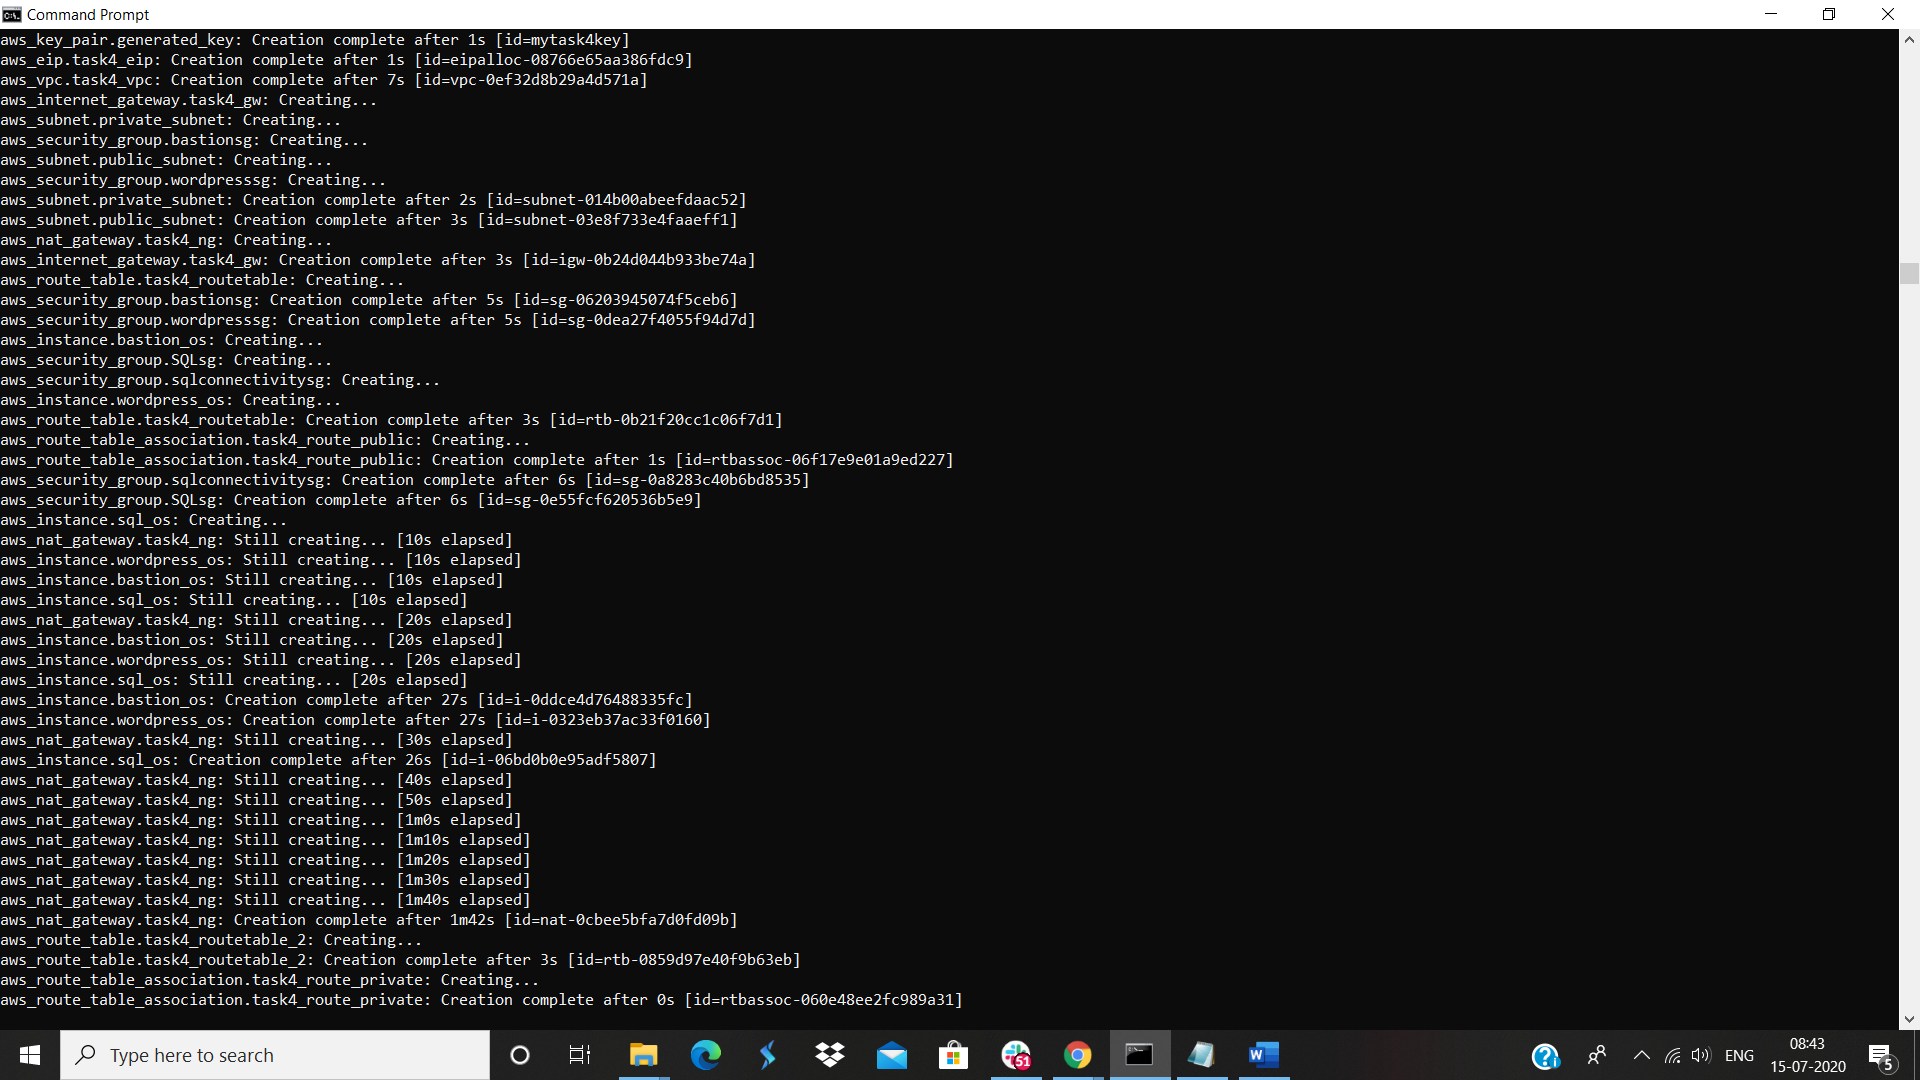 Command Prompt
aws_key_pair.generated_key: Creation complete after 1s [id=mytask4key]
aws_eip.task4_eip: Creation complete after 1s [id=eipalloc-08766e65aa386fdc9]
aws_vpc.task4_vpc: Creation complete after 7s [id=vpc-0ef32d8b29a4d571a]
aws_internet_gateway.task4_gw: Creating...
aws_subnet.private_subnet: Creating...
aws_security_group.bastionsg: Creating...
aws_subnet.public_subnet: Creating...
aws_security_group.wordpresssg: Creating...
aws_subnet.private_subnet: Creation complete after 2s [id=subnet-014b00abeefdaac52]
aws_subnet.public_subnet: Creation complete after 3s [id=subnet-03e8f733e4faaeff1]
aws_nat_gateway.task4_ng: Creating...
aws_internet_gateway.task4_gw: Creation complete after 3s [id=igw-0b24d044b933be74a]
aws_route_table.task4_routetable: Creating...
aws_security_group.bastionsg: Creation complete after 5s [id=sg-06203945074f5ceb6]
aws_security_group.wordpresssg: Creation complete after 5s [id=sg-0dea27f4055f94d7d]
aws_instance.bastion_os: Creating...
aws_security_group.SQLsg: Creating...
aws_security_group.sqlconnectivitysg: Creating...
aws_instance.wordpress_os: Creating...
aws_route_table.task4_routetable: Creation complete after 3s [id=rtb-0b21f20cc1c06f7d1]
aws_route_table_association.task4_route_public: Creating...
aws_route_table_association.task4_route_public: Creation complete after 1s [id=rtbassoc-06f17e9e01a9ed227]
aws_security_group.sqlconnectivitysg: Creation complete after 6s [id=sg-0a8283c40b6bd8535]
aws_security_group.SQLsg: Creation complete after 6s [id=sg-0e55fcf620536b5e9]
aws_instance.sql_os: Creating...
aws_nat_gateway.task4_ng: Still creating... [10s elapsed]
aws_instance.wordpress_os: Still creating... [10s elapsed]
aws_instance.bastion_os: Still creating... [10s elapsed]
aws_instance.sql_os: Still creating... [10s elapsed]
aws_nat_gateway.task4_ng: Still creating... [20s elapsed]
aws_instance.bastion_os: Still creating... [20s elapsed]
aws_instance.wordpress_os: Still creating... [20s elapsed]
aws_instance.sql_os: Still creating... [20s elapsed]
aws_instance.bastion_os: Creation complete after 27s [id=i-0ddce4d76488335fc]
aws_instance.wordpress_os: Creation complete after 27s [id=i-0323eb37ac33f0160]
aws_nat_gateway.task4_ng: Still creating... [30s elapsed]
aws_instance.sql_os: Creation complete after 26s [id=i-06bd0b0e95adf5807]
aws_nat_gateway.task4_ng: Still creating... [40s elapsed]
aws_nat_gateway.task4_ng: Still creating... [50s elapsed]
aws_nat_gateway.task4_ng: Still creating... [1m0s elapsed]
aws_nat_gateway.task4_ng: Still creating... [1m10s elapsed]
aws_nat_gateway.task4_ng: Still creating... [1m20s elapsed]
aws_nat_gateway.task4_ng: Still creating... [1m30s elapsed]
aws_nat_gateway.task4_ng: Still creating... [1m40s elapsed]
aws_nat_gateway.task4_ng: Creation complete after 1m42s [id=nat-0cbee5bfa7d0fd09b]
aws_route_table.task4_routetable_2: Creating...
aws_route_table.task4_routetable_2: Creation complete after 3s [id=rtb-0859d97e40f9b63eb]
aws_route_table_association.task4_route_private: Creating...
aws_route_table_association.task4_route_private: Creation complete after 0s [id=rtbassoc-060e48ee2fc989a31]
Type here to search
51
W
ENG
08:43
15-07-2020
5